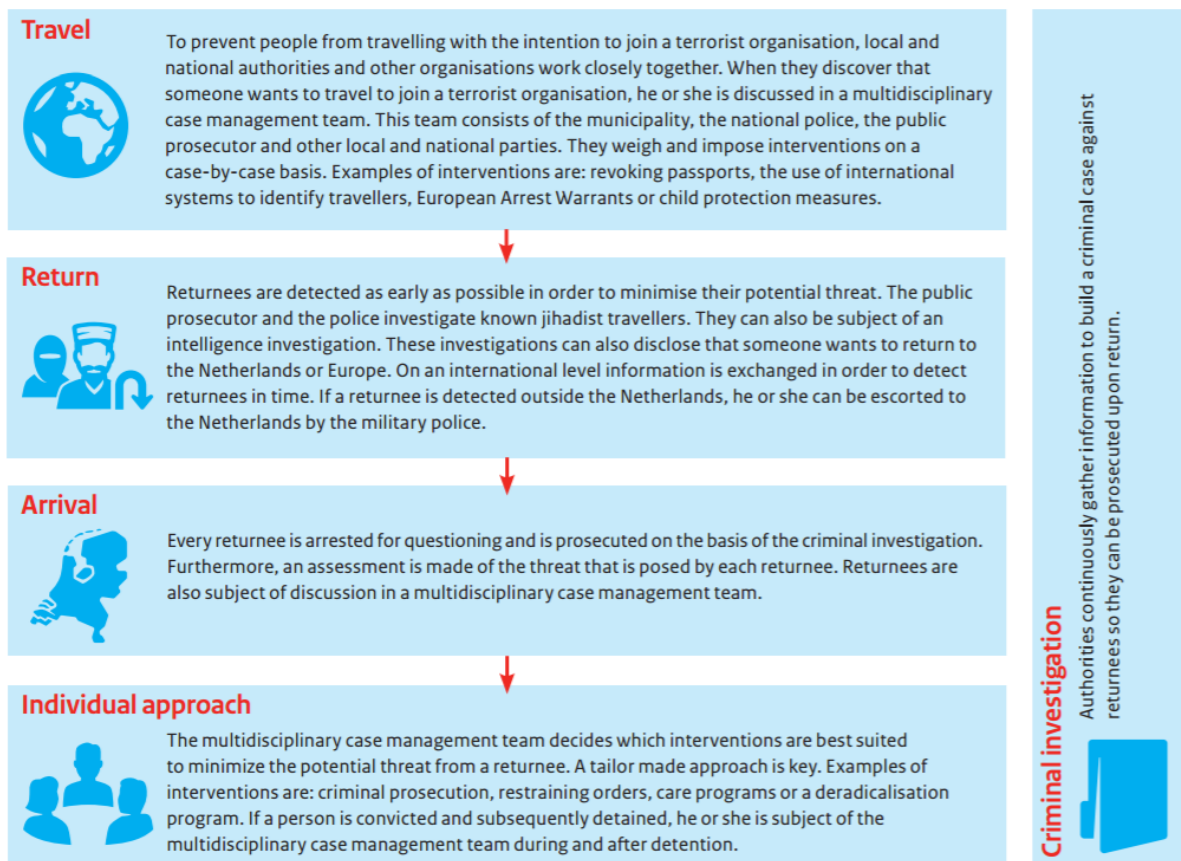 Travel
To prevent people from travelling with the intention to join a terrorist organisation, local and
national authorities and other organisations work closely together. When they discover that
someone wants to travel to join a terrorist organisation, he or she is discussed in a multidisciplinary
case management team. This team consists of the municipality, the national police, the public
prosecutor and other local and national parties. They weigh and impose interventions on a
case-by-case basis. Examples of interventions are: revoking passports, the use of international
systems to identify travellers, European Arrest Warrants or child protection measures.
Return
Returnees are detected as early as possible in order to minimise their potential threat. The public
prosecutor and the police investigate known jihadist travellers. They can also be subject of an
intelligence investigation. These investigations can also disclose that someone wants to return to
the Netherlands or Europe. On an international level information is exchanged in order to detect
returnees in time. If a returnee is detected outside the Netherlands, he or she can be escorted to
the Netherlands by the military police.
Arrival
Every returnee is arrested for questioning and is prosecuted on the basis of the criminal investigation.
Furthermore, an assessment is made of the threat that is posed by each returnee. Returnees are
also subject of discussion in a multidisciplinary case management team.
Individual approach
The multidisciplinary case management team decides which interventions are best suited
to minimize the potential threat from a returnee. A tailor made approach is key. Examples of
interventions are: criminal prosecution, restraining orders, care programs or a deradicalisation
program. If a person is convicted and subsequently detained, he or she is subject of the
multidisciplinary case management team during and after detention.
Criminal investigation
Authorities continuously gather information to build a criminal case against
returnees so they can be prosecuted upon return.